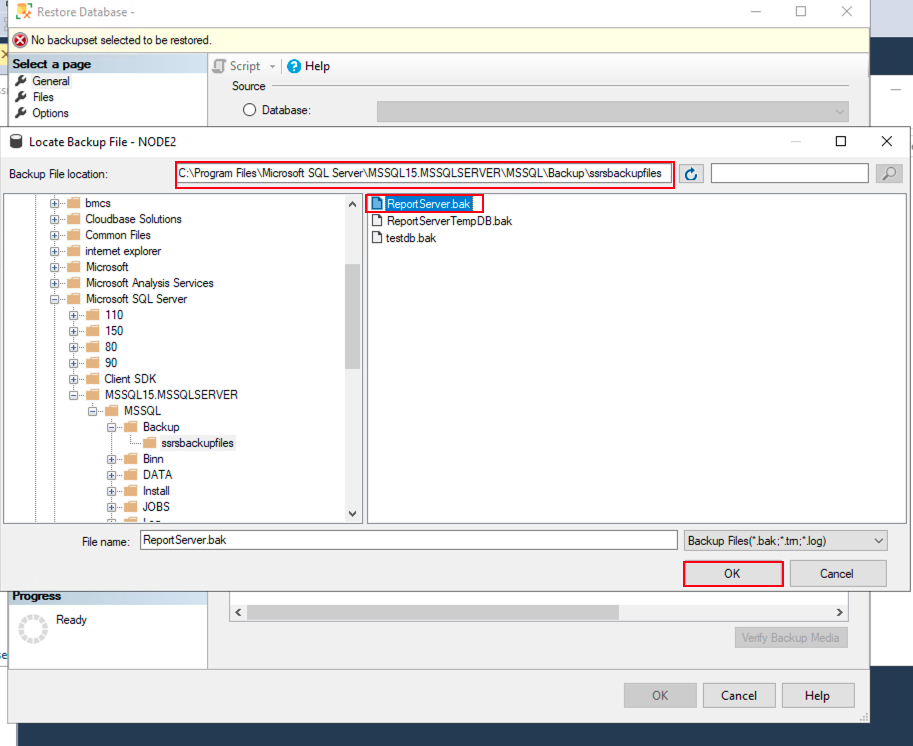 Restore Database -
No backupset selected to be restored.
Select a page
General
Files
Options
Script
Help
Source
Database:
Locate Backup File - NODE2
Backup File location:
C:\Program Files\Microsoft SQL Server\MSSQL15.MSSQLSERVER\MSSQL\Backup\ssrsbackupfiles
bmcs
Cloudbase Solutions
Common Files
internet explorer
Microsoft
Microsoft Analysis Services
Microsoft SQL Server
110
150
80
90
Client SDK
MSSQL15.MSSQLSERVER
MSSQL
Backup
ssrsbackupfiles
Binn
DATA
Install
JOBS
ReportServer.bak
ReportServerTempDB.bak
testdb.bak
File name:
ReportServer.bak
Backup Files(*.bak;*.trn;*.log)
OK
Cancel
Progress
Ready
Verify Backup Media
OK
Cancel
Help